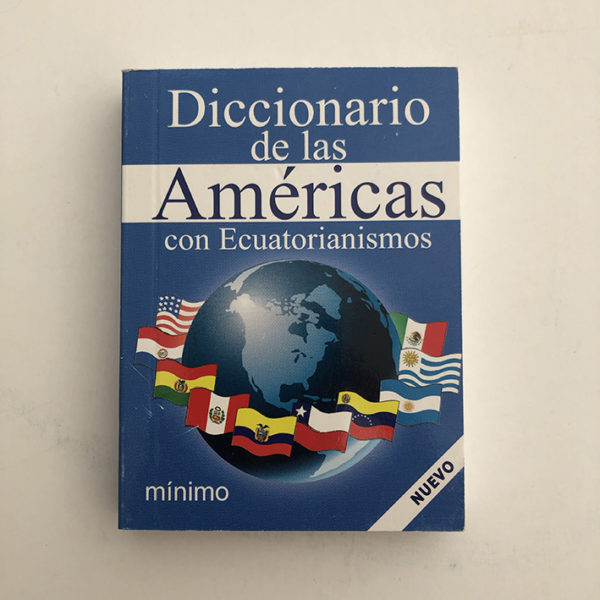 Diccionario
de las
Américas
con Ecuatorianismos
mínimo
NUEVO